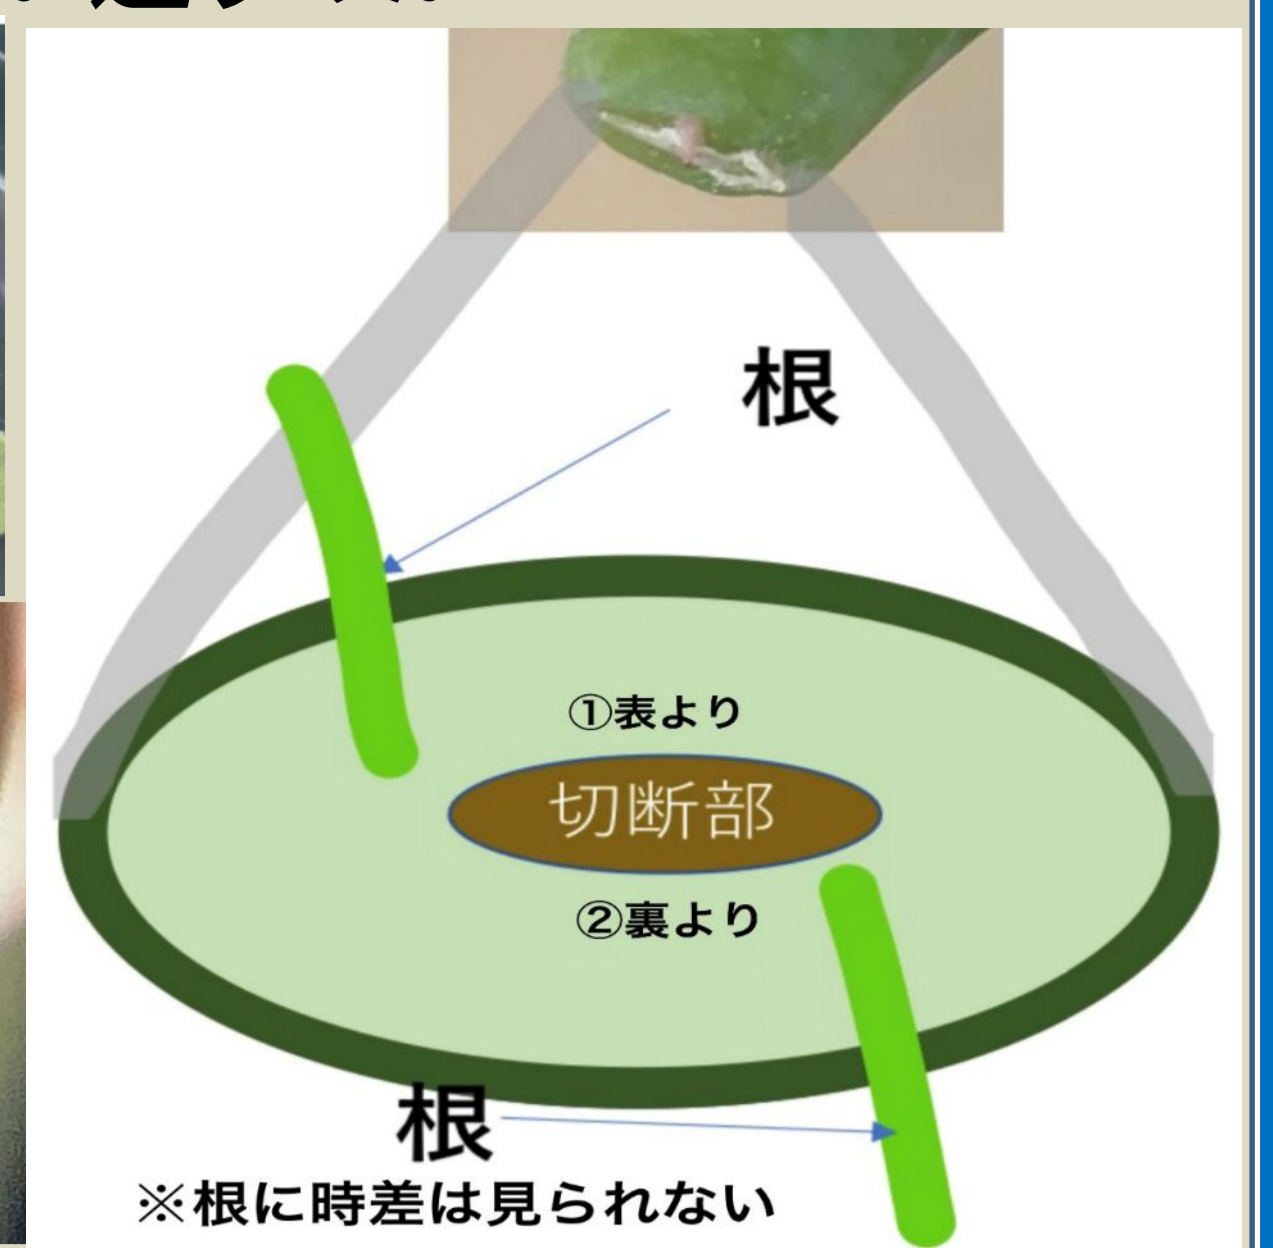 根
①表より
切断部
②裏より
根
※根に時差は見られない